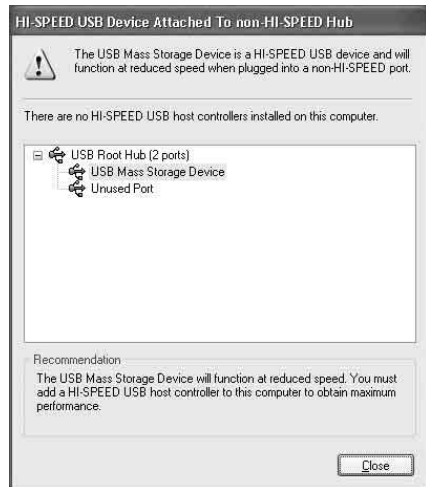 HI-SPEED USB Device Attached To non-HI-SPEED Hub
The USB Mass Storage Device is a HI-SPEED USB device and will
function at reduced speed when plugged into a non-HI-SPEED port.
There are no HI-SPEED USB host controllers installed on this computer.
USB Root Hub (2 ports)
USB Mass Storage Device
Unused Port
Recommendation
The USB Mass Storage Device will function at reduced speed. You must
add a HI-SPEED USB host controller to this computer to obtain maximum
performance.
Close